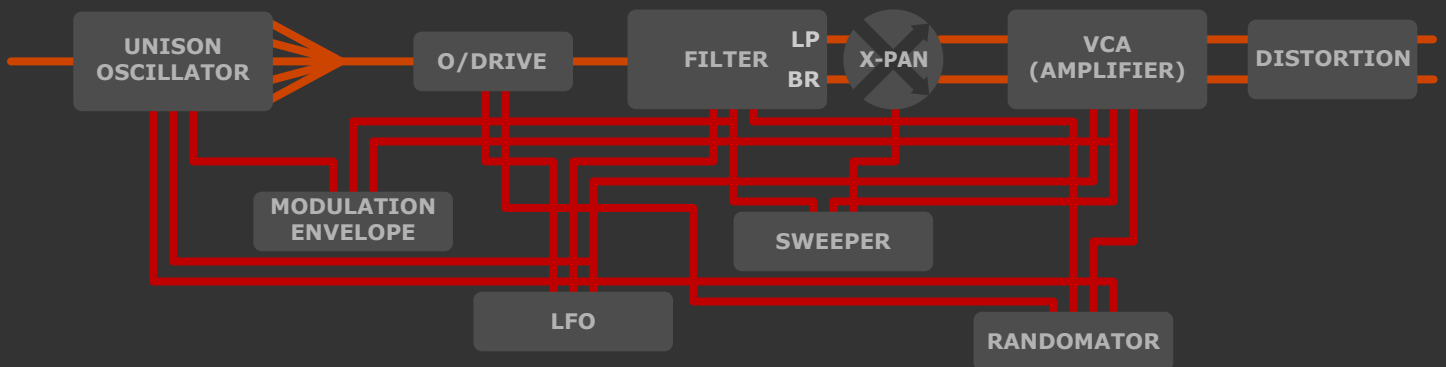 UNISON
OSCILLATOR
O/DRIVE
FILTER
LP
BR
X-PAN
VCA
(AMPLIFIER)
DISTORTION
MODULATION
ENVELOPE
SWEEPER
LFO
RANDOMATOR